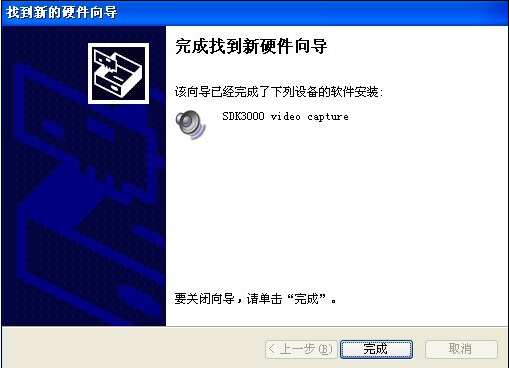 找到新的硬件向导
完成找到新硬件向导
该向导已经完成了下列设备的软件安装:
SDK3000 video capture
要关闭向导，请单击“完成”。
< 上一步(B)
完成
取消